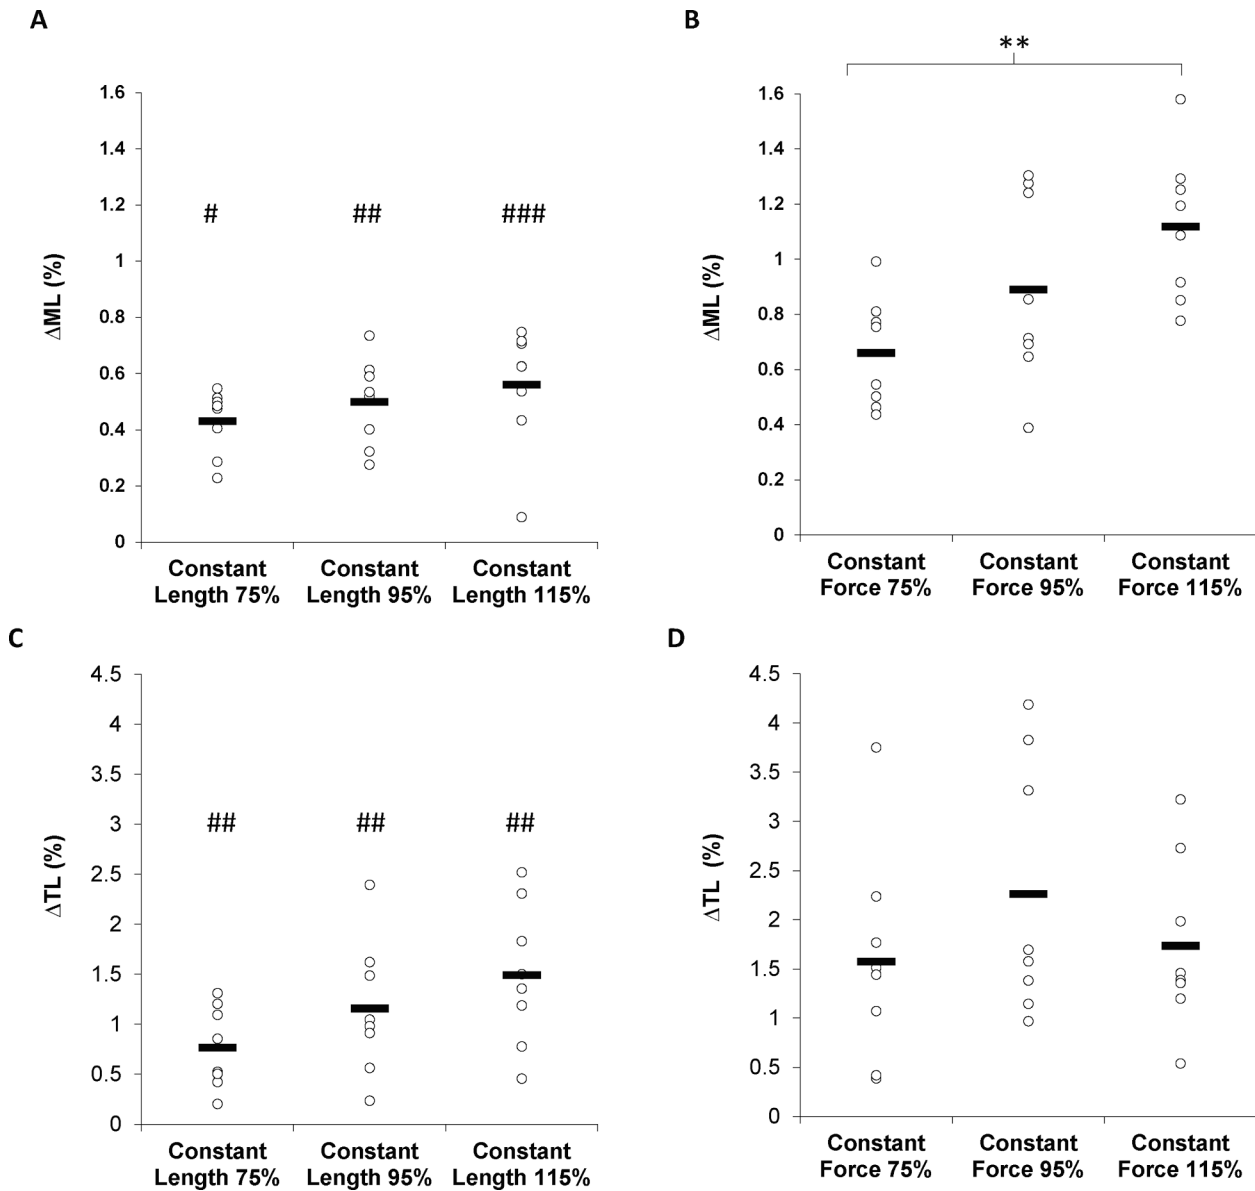 A
ΔML (%)
1.6
1.4
1.2
1
0.8
0.6
0.4
0.2
0
# ## ###
Constant Constant Constant
Length 75% Length 95% Length 115%
B
**
ΔML (%)
1.6
1.4
1.2
1
0.8
0.6
0.4
0.2
0
Constant Constant Constant
Force 75% Force 95% Force 115%
C
ΔTL (%)
4.5
4
3.5
3
2.5
2
1.5
1
0.5
0
## ## ##
Constant Constant Constant
Length 75% Length 95% Length 115%
D
ΔTL (%)
4.5
4
3.5
3
2.5
2
1.5
1
0.5
0
Constant Constant Constant
Force 75% Force 95% Force 115%